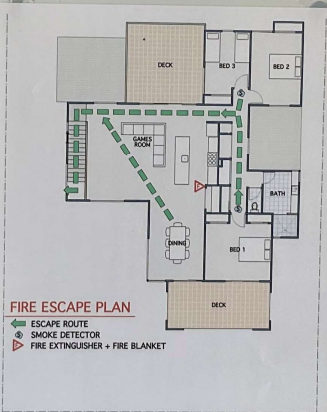 DECK
BED 3
BED 2
GAMES
ROOM
BATH
DINING
BED 1
DECK
FIRE ESCAPE PLAN
ESCAPE ROUTE
SMOKE DETECTOR
FIRE EXTINGUISHER + FIRE BLANKET